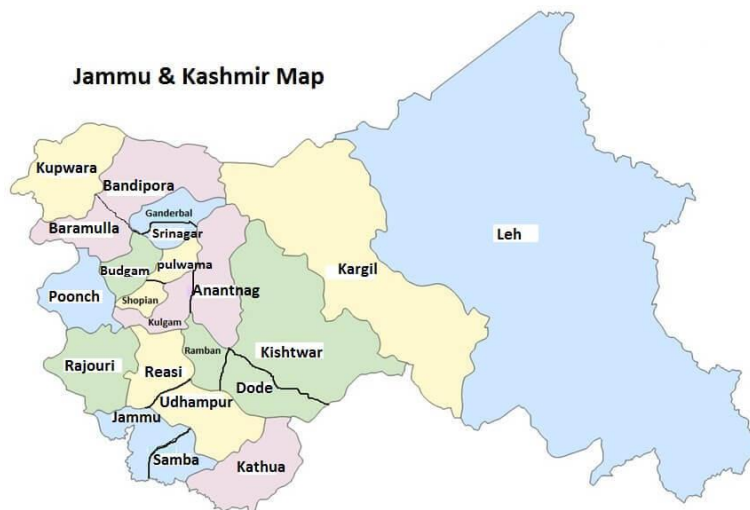 Jammu & Kashmir Map
Kupwara
Bandipora
Ganderbal
Baramulla
Srinagar
Leh
Budgam
pulwama
Kargil
Poonch
Shopian
Anantnag
Kulgam
Rajouri
Reasi
Ramban
Kishtwar
Dode
Udhampur
Jammu
Samba
Kathua